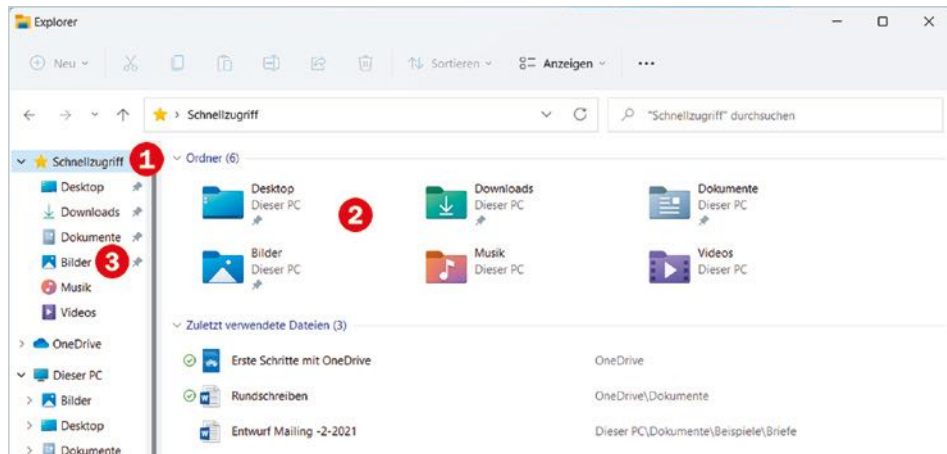 Explorer
Neu
Sortieren
Anzeigen
Schnellzugriff
"Schnellzugriff" durchsuchen
Schnellzugriff
1
Desktop
Downloads
Dokumente
Bilder
3
Musik
Videos
OneDrive
Dieser PC
Bilder
Desktop
Dokumente
Ordner (6)
Desktop
Dieser PC
2
Downloads
Dieser PC
Dokumente
Dieser PC
Bilder
Dieser PC
Musik
Dieser PC
Videos
Dieser PC
Zuletzt verwendete Dateien (3)
Erste Schritte mit OneDrive OneDrive
Rundschreiben OneDrive\Dokumente
Entwurf Mailing -2-2021 Dieser PC\Dokumente\Beispiele\Briefe